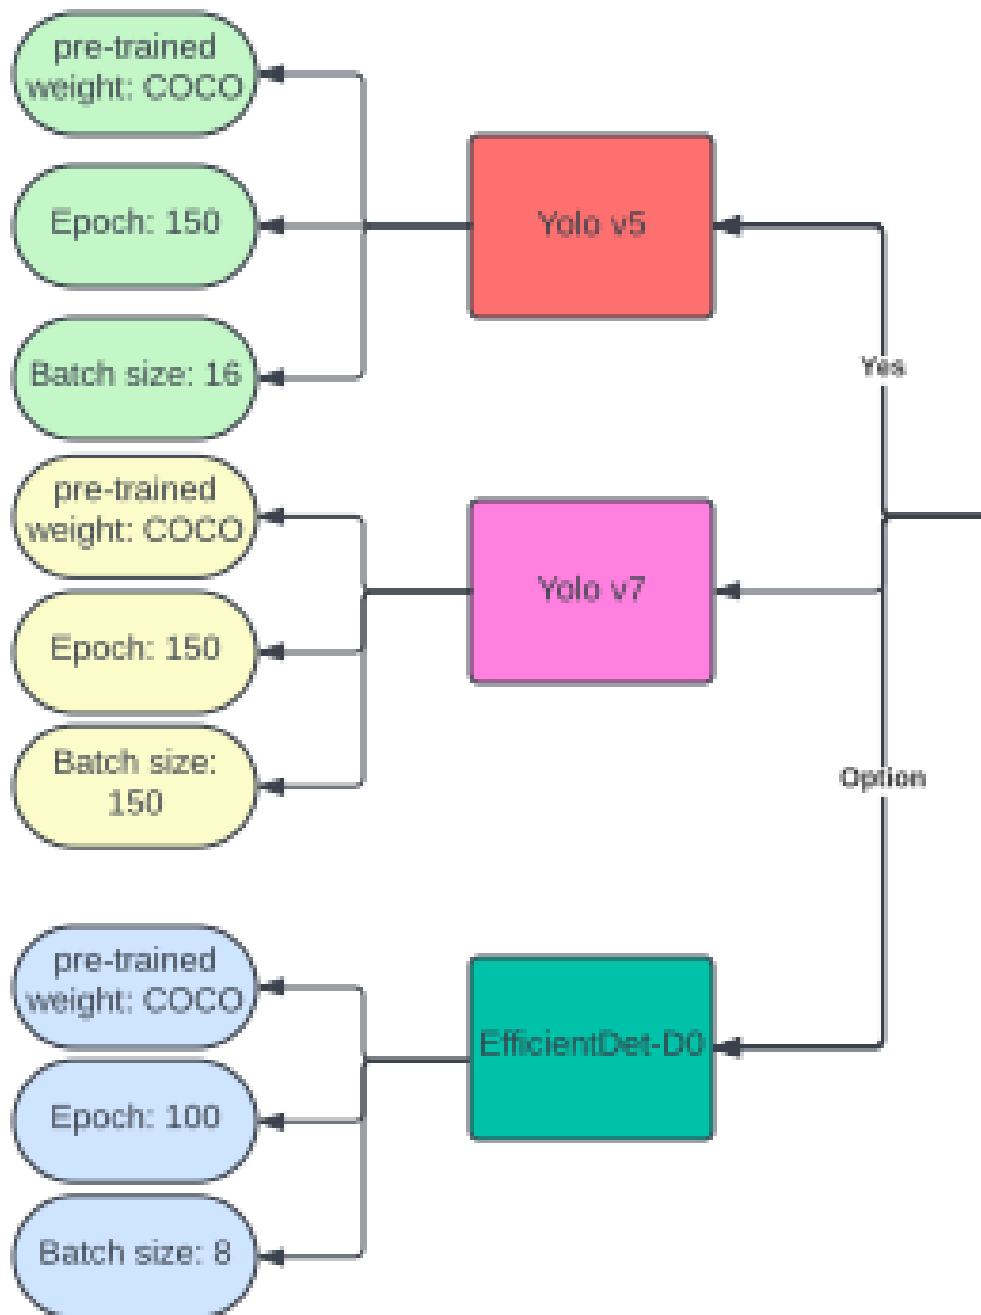 pre-trained
weight: COCO
Epoch: 150
Batch size: 16
Yolo v5
Yes
pre-trained
weight: COCO
Epoch: 150
Batch size:
150
Yolo v7
Option
pre-trained
weight: COCO
Epoch: 100
Batch size: 8
EfficientDet-D0